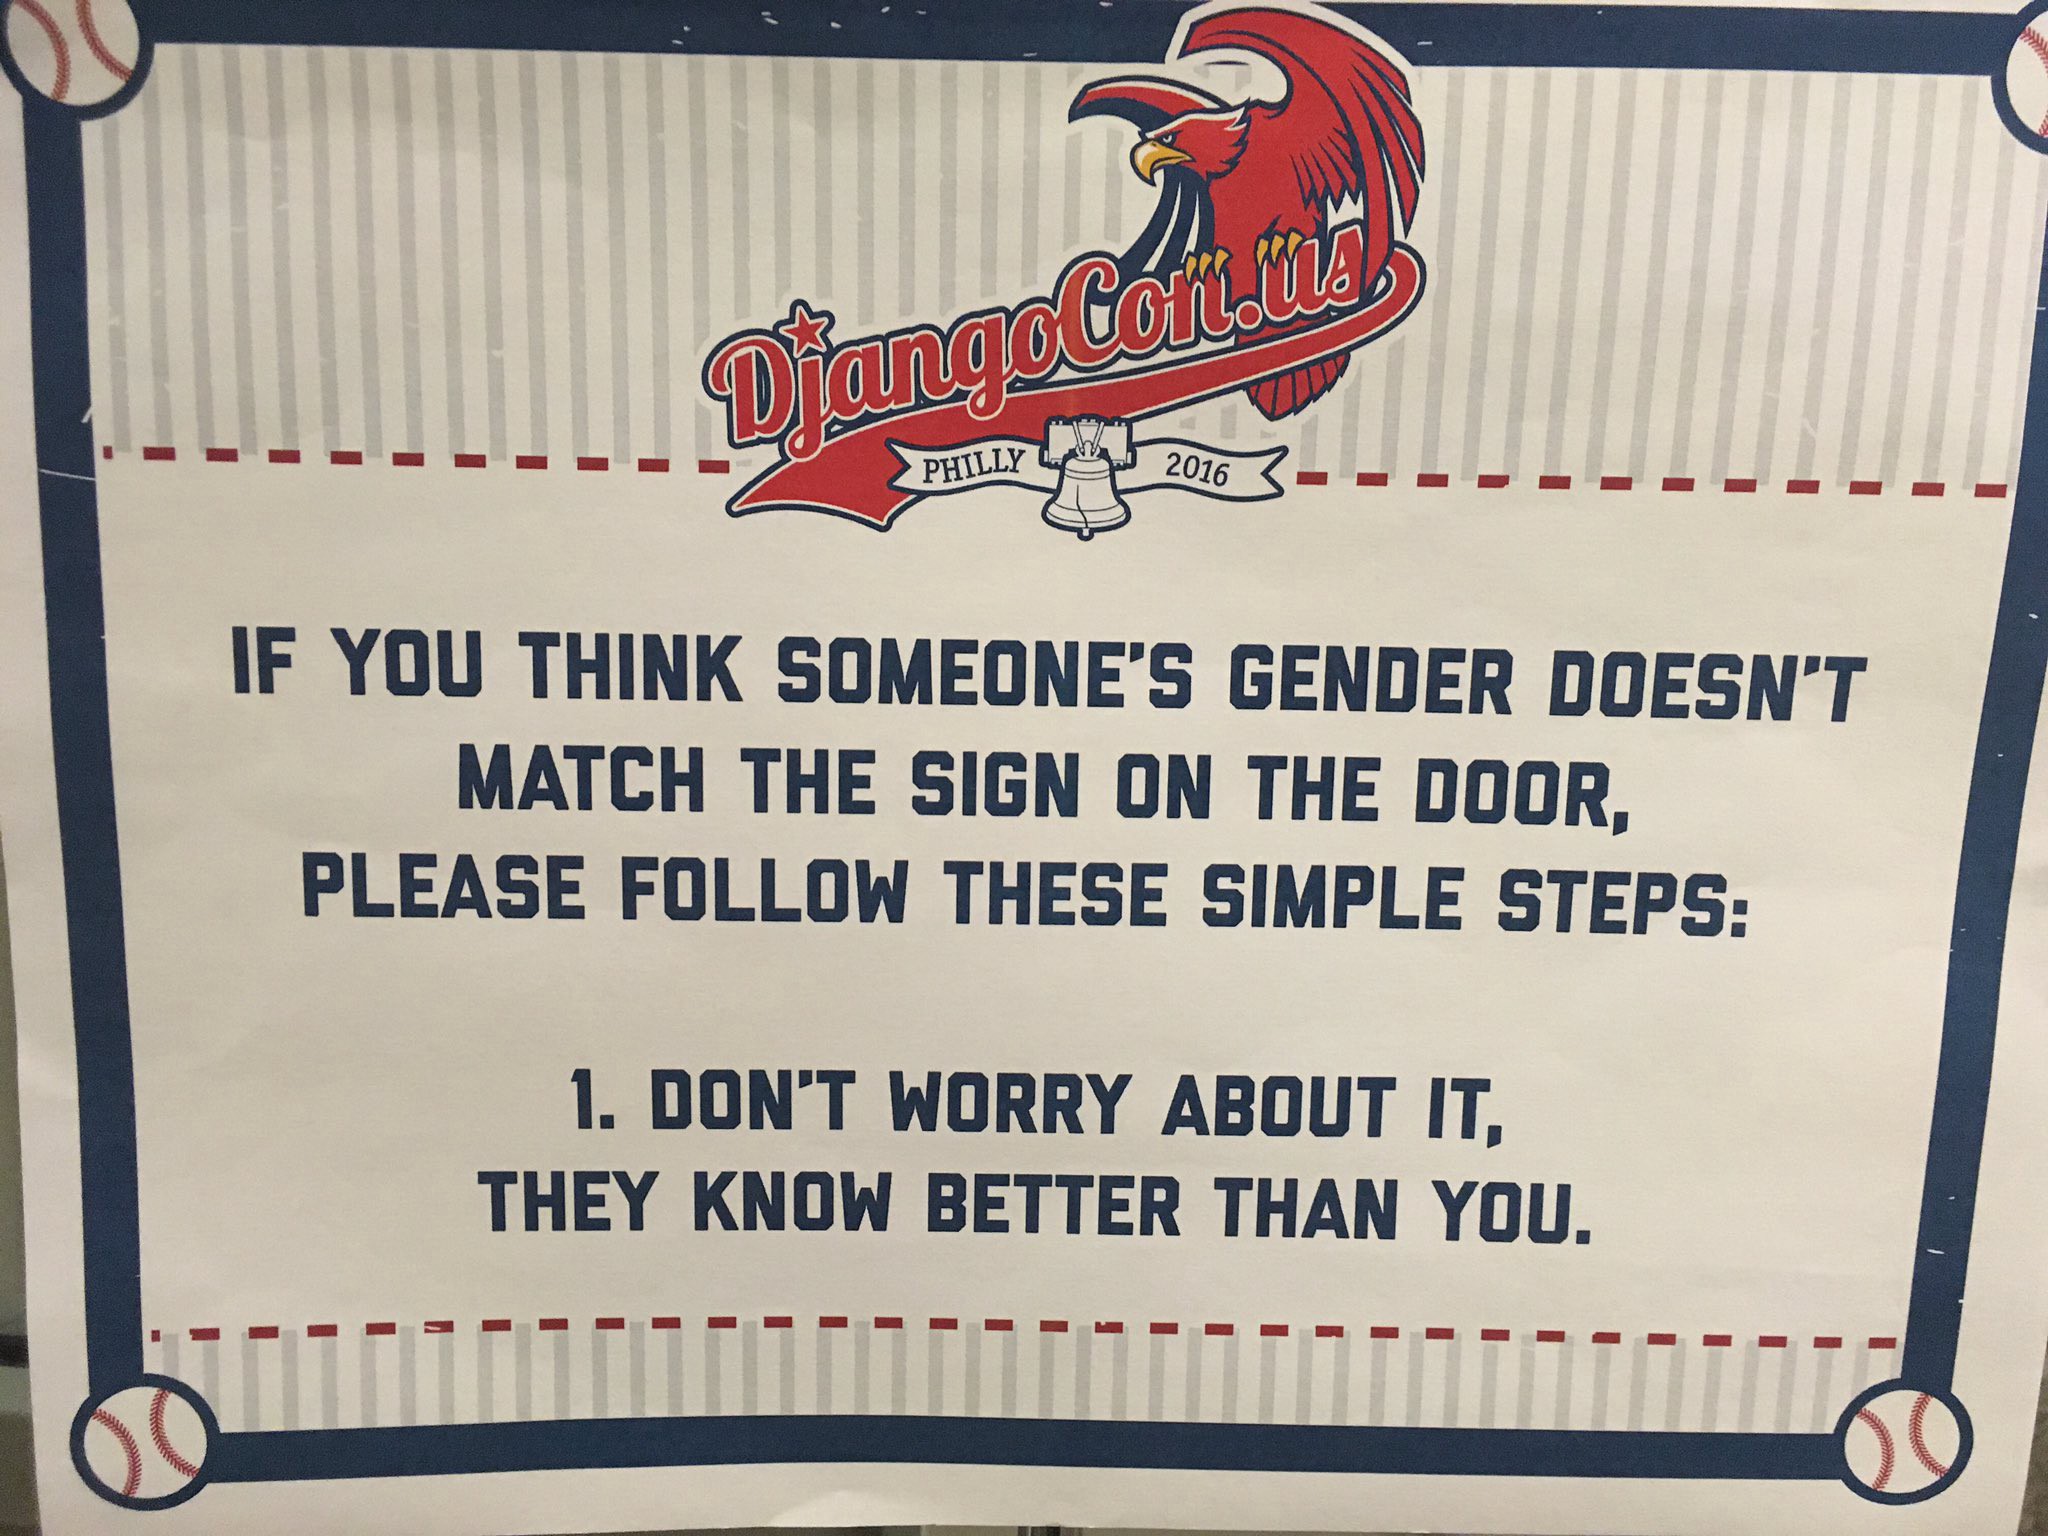 DjangoCon.us
PHILLY 2016
IF YOU THINK SOMEONE'S GENDER DOESN'T
MATCH THE SIGN ON THE DOOR,
PLEASE FOLLOW THESE SIMPLE STEPS:
1. DON'T WORRY ABOUT IT,
THEY KNOW BETTER THAN YOU.